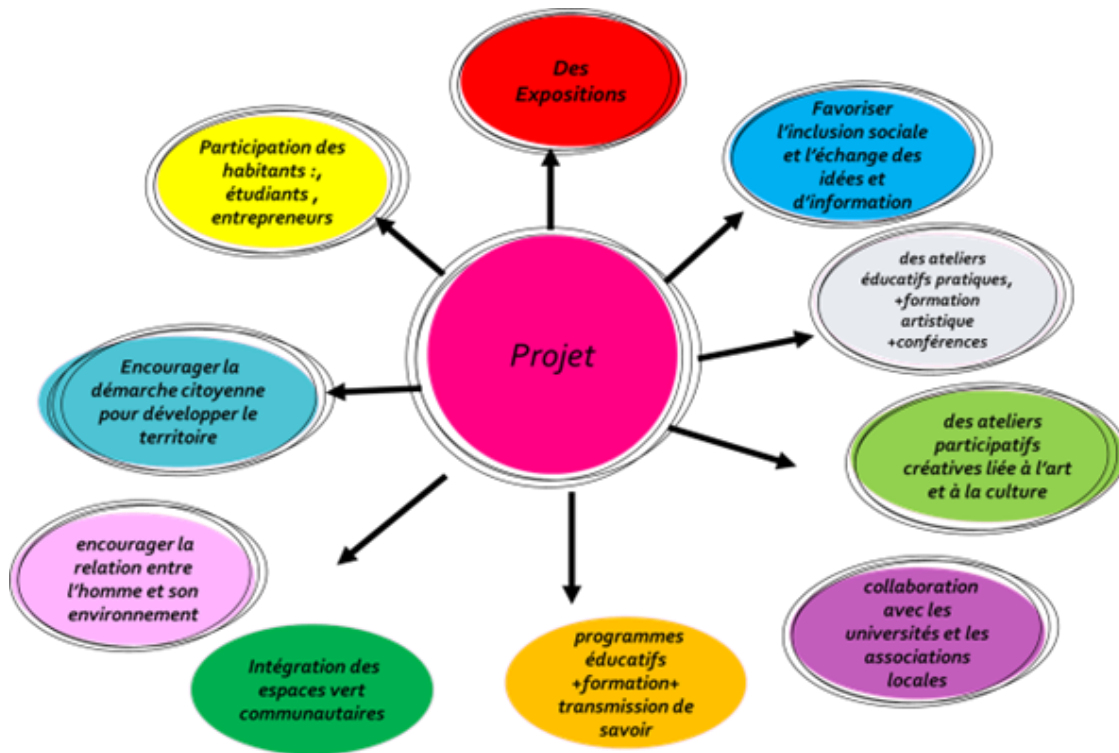 Des
Expositions
Favoriser
l'inclusion sociale
et l'échange des
idées et
d'information
Participation des
habitants :,
étudiants ,
entrepreneurs
des ateliers
éducatifs pratiques,
+formation
artistique
+conférences
Projet
Encourager la
démarche citoyenne
pour développer le
territoire
des ateliers
participatifs
créatives liée à l'art
et à la culture
encourager la
relation entre
l'homme et son
environnement
collaboration
avec les
universités et les
associations
locales
Intégration des
espaces vert
communautaires
programmes
éducatifs
+formation+
transmission de
savoir